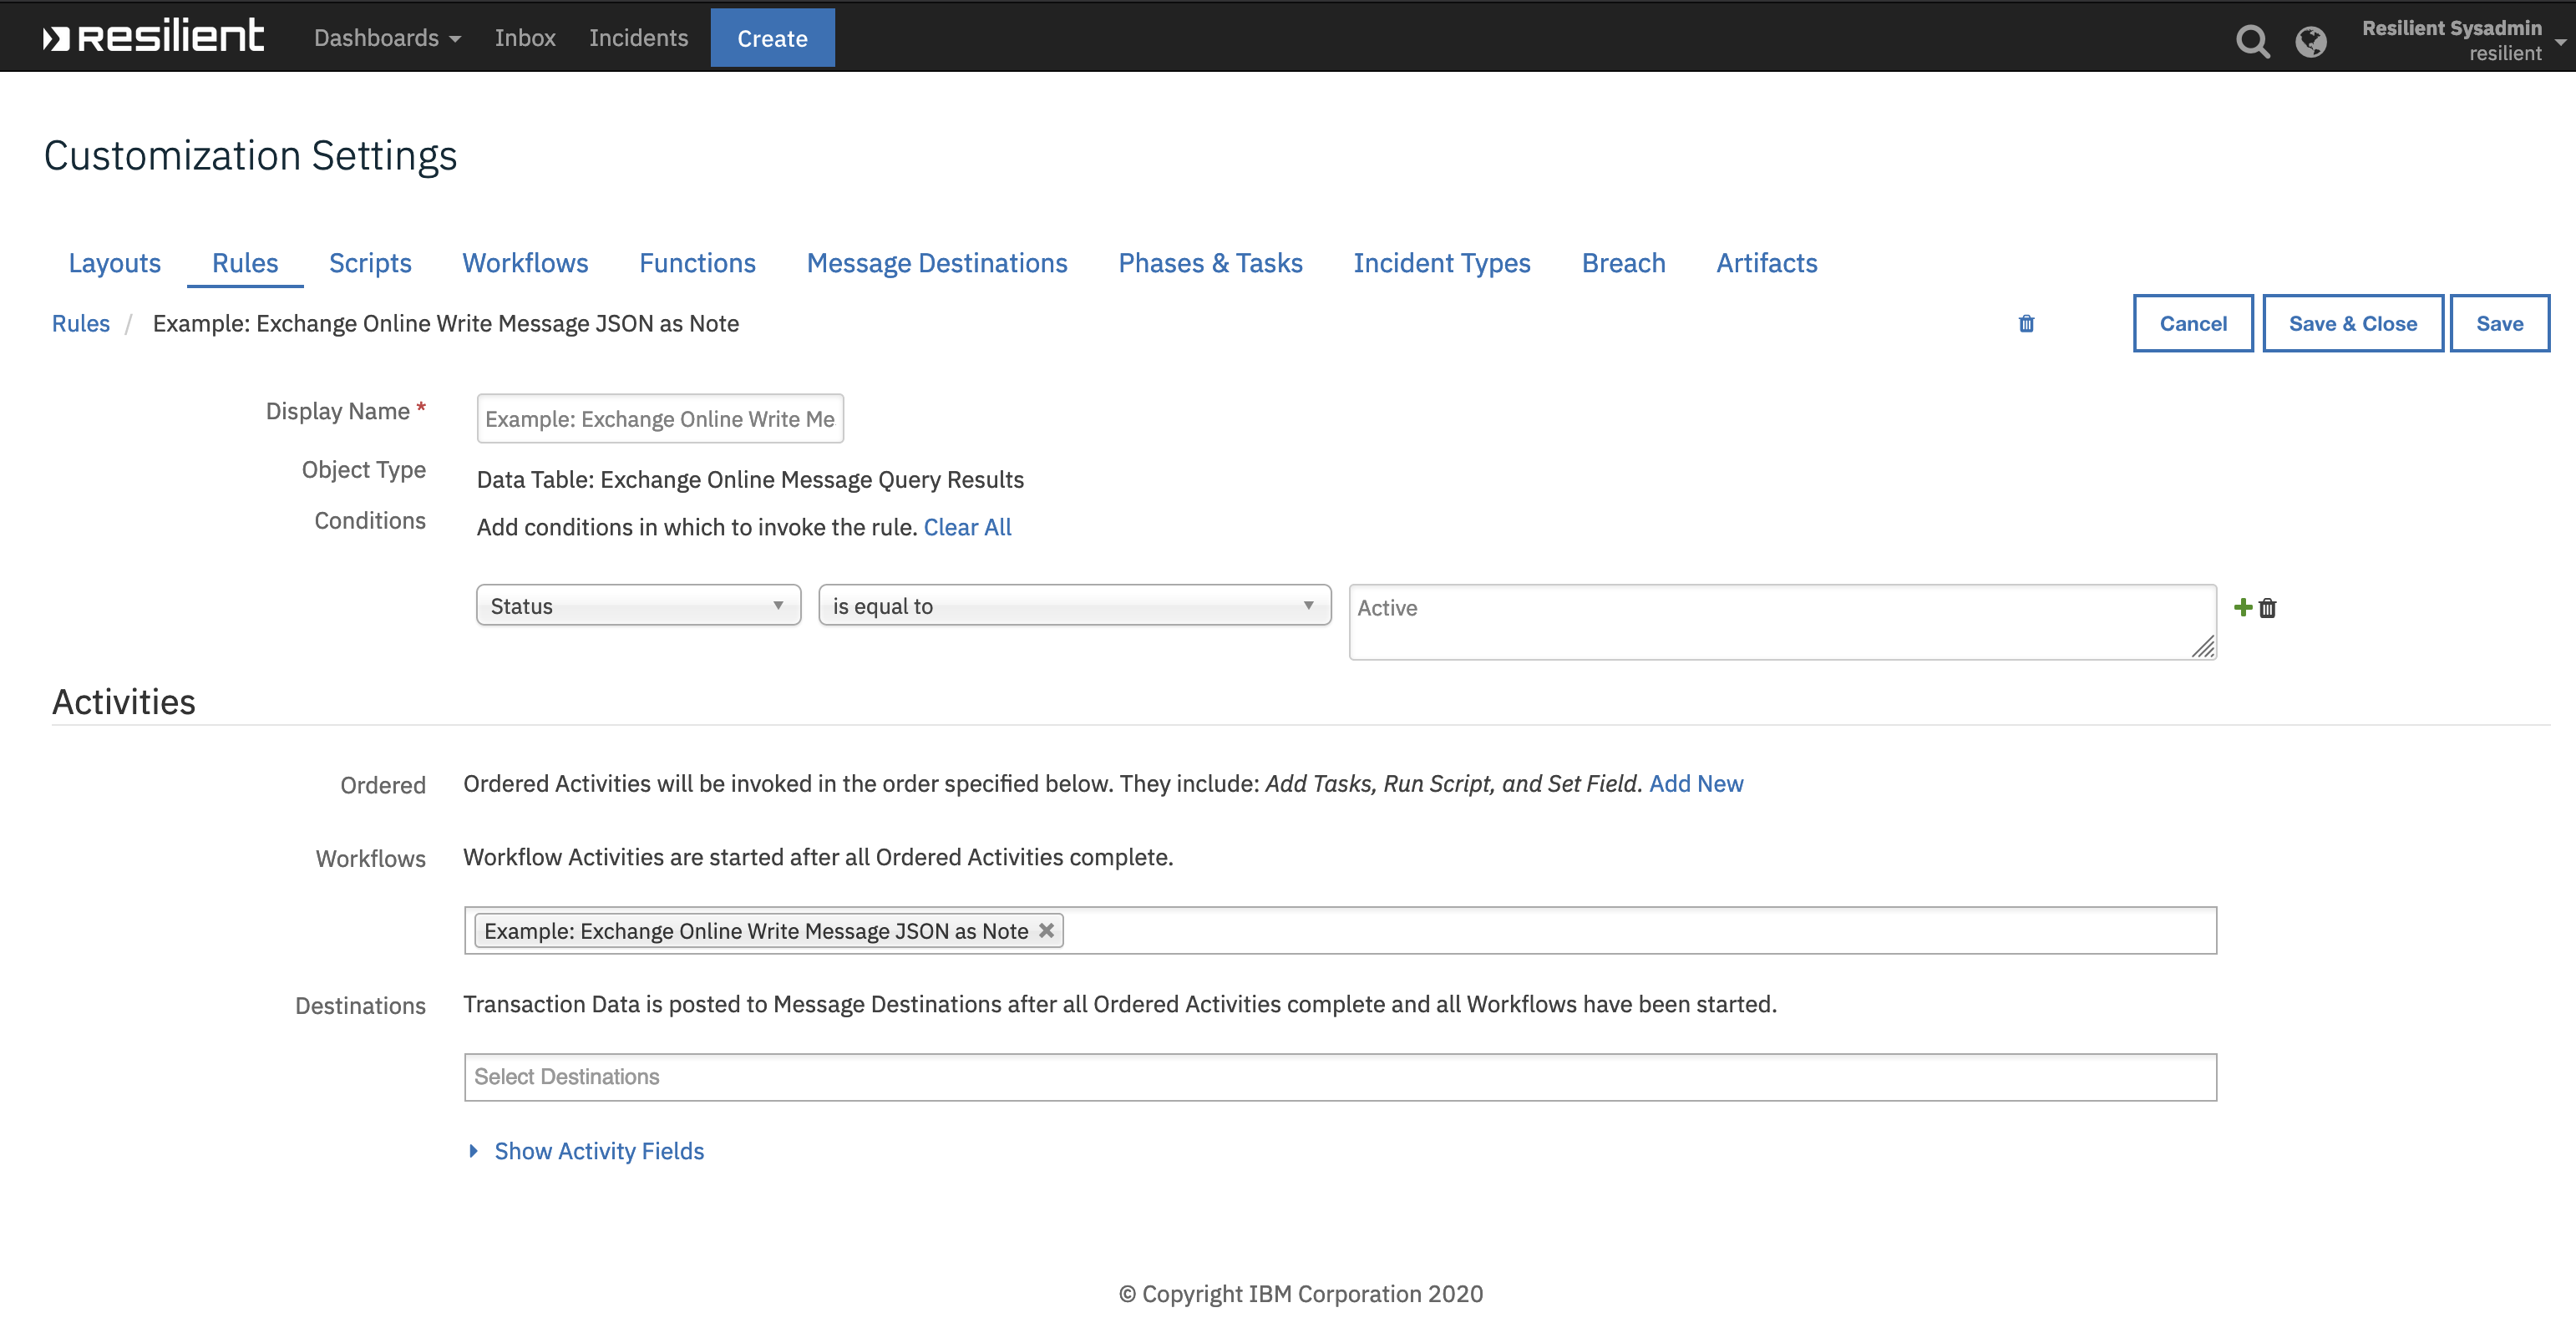 resilient Dashboards Inbox Incidents Create Resilient Sysadmin
resilient
Customization Settings
Layouts Rules Scripts Workflows Functions Message Destinations Phases & Tasks Incident Types Breach Artifacts
Rules / Example: Exchange Online Write Message JSON as Note Cancel Save & Close Save
Display Name * Example: Exchange Online Write Me
Object Type Data Table: Exchange Online Message Query Results
Conditions Add conditions in which to invoke the rule. Clear All
Status is equal to Active
Activities
Ordered Ordered Activities will be invoked in the order specified below. They include: Add Tasks, Run Script, and Set Field. Add New
Workflows Workflow Activities are started after all Ordered Activities complete.
Example: Exchange Online Write Message JSON as Note
Destinations Transaction Data is posted to Message Destinations after all Ordered Activities complete and all Workflows have been started.
Select Destinations
Show Activity Fields
© Copyright IBM Corporation 2020